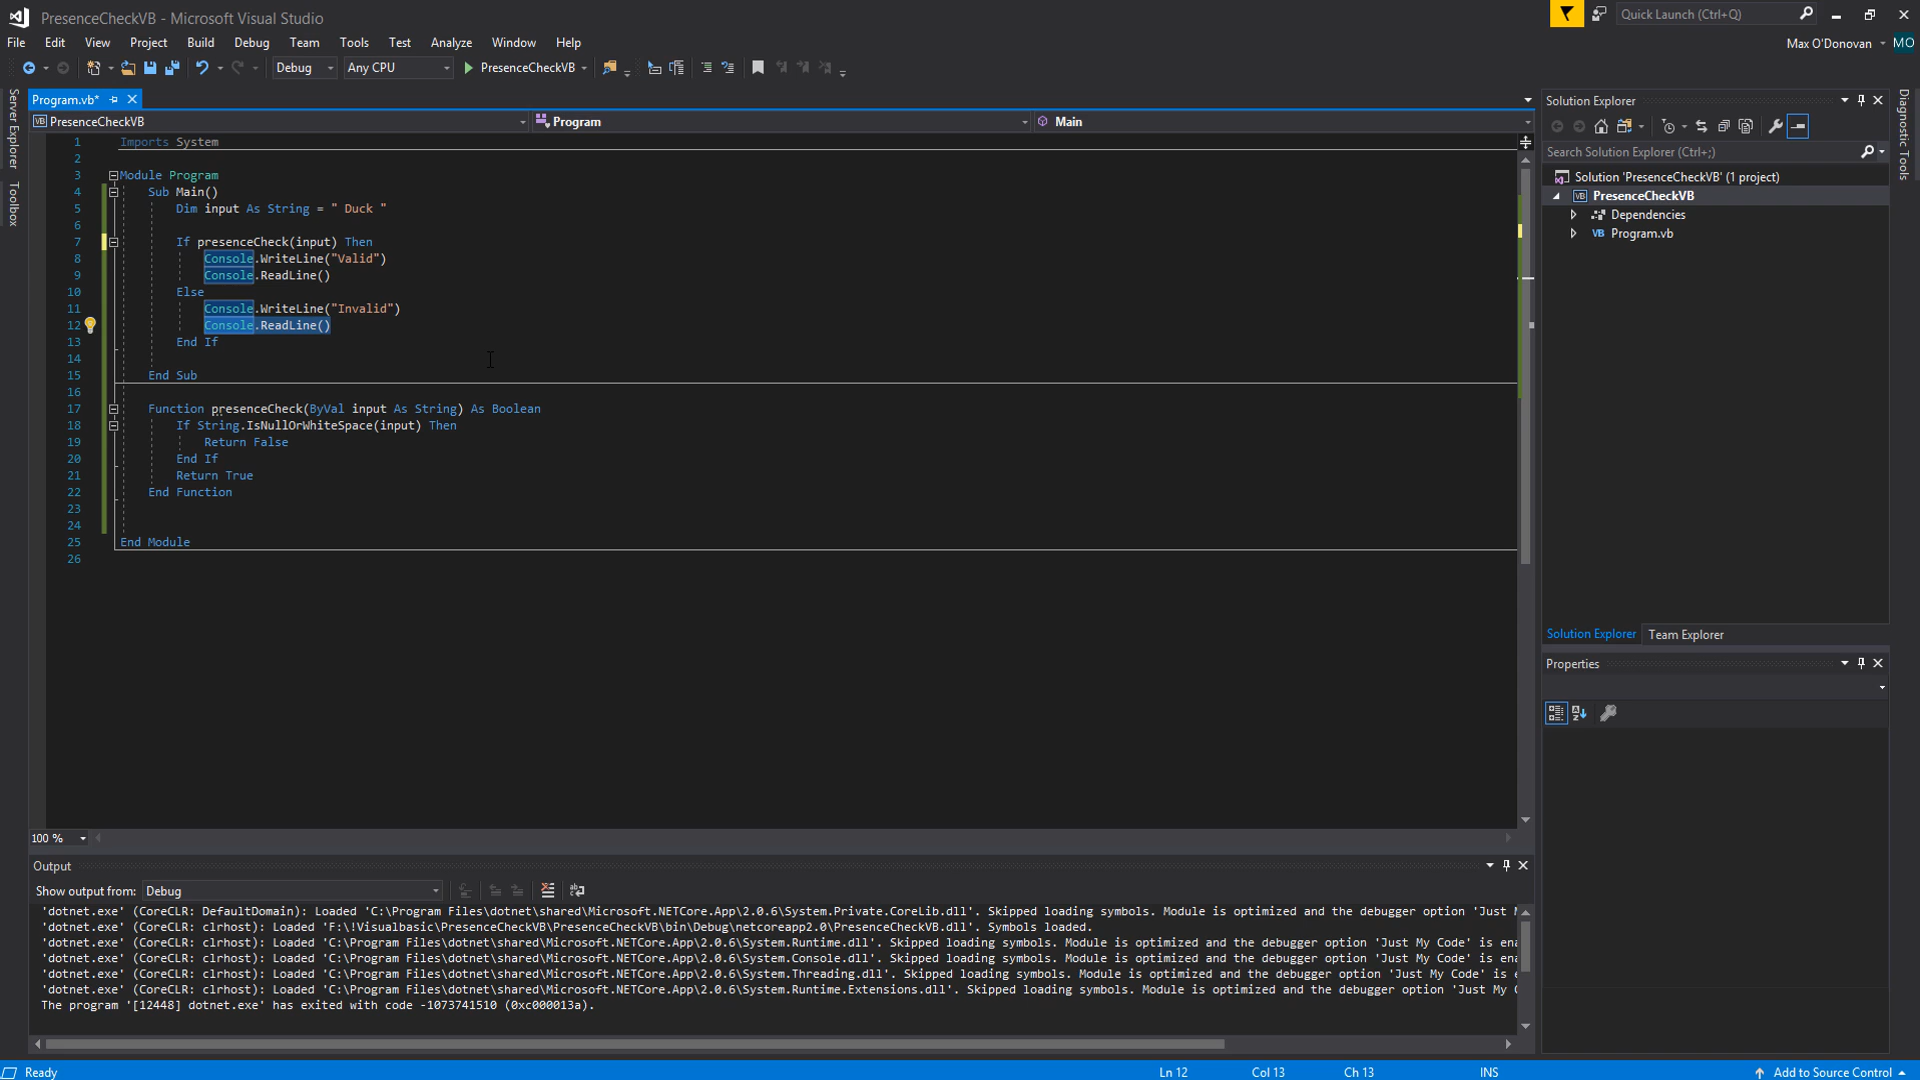 PresenceCheckVB - Microsoft Visual Studio
Quick Launch (Ctrl+Q)
File Edit View Project Build Debug Team Tools Test Analyze Window Help
Max O'Donovan MO
Debug Any CPU PresenceCheckVB
Server Explorer
Toolbox
Program.vb*
PresenceCheckVB Program Main
1 Imports System
2
3 Module Program
4 Sub Main()
5 Dim input As String = " Duck "
6
7 If presenceCheck(input) Then
8 Console.WriteLine("Valid")
9 Console.ReadLine()
10 Else
11 Console.WriteLine("Invalid")
12 Console.ReadLine()
13 End If
14
15 End Sub
16
17 Function presenceCheck(ByVal input As String) As Boolean
18 If String.IsNullOrWhiteSpace(input) Then
19 Return False
20 End If
21 Return True
22 End Function
23
24
25 End Module
26
100 %
Solution Explorer
Search Solution Explorer (Ctrl+;)
Solution 'PresenceCheckVB' (1 project)
VB PresenceCheckVB
Dependencies
VB Program.vb
Solution Explorer Team Explorer
Properties
Diagnostic Tools
Output
Show output from: Debug
'dotnet.exe' (CoreCLR: DefaultDomain): Loaded 'C:\Program Files\dotnet\shared\Microsoft.NETCore.App\2.0.6\System.Private.CoreLib.dll'. Skipped loading symbols. Module is optimized and the debugger option 'Just M
'dotnet.exe' (CoreCLR: clrhost): Loaded 'F:\!Visualbasic\PresenceCheckVB\PresenceCheckVB\bin\Debug\netcoreapp2.0\PresenceCheckVB.dll'. Symbols loaded.
'dotnet.exe' (CoreCLR: clrhost): Loaded 'C:\Program Files\dotnet\shared\Microsoft.NETCore.App\2.0.6\System.Runtime.dll'. Skipped loading symbols. Module is optimized and the debugger option 'Just My Code' is ena
'dotnet.exe' (CoreCLR: clrhost): Loaded 'C:\Program Files\dotnet\shared\Microsoft.NETCore.App\2.0.6\System.Console.dll'. Skipped loading symbols. Module is optimized and the debugger option 'Just My Code' is ena
'dotnet.exe' (CoreCLR: clrhost): Loaded 'C:\Program Files\dotnet\shared\Microsoft.NETCore.App\2.0.6\System.Threading.dll'. Skipped loading symbols. Module is optimized and the debugger option 'Just My Code' is e
'dotnet.exe' (CoreCLR: clrhost): Loaded 'C:\Program Files\dotnet\shared\Microsoft.NETCore.App\2.0.6\System.Runtime.Extensions.dll'. Skipped loading symbols. Module is optimized and the debugger option 'Just My C
The program '[12448] dotnet.exe' has exited with code -1073741510 (0xc000013a).
Ready Ln 12 Col 13 Ch 13 INS Add to Source Control